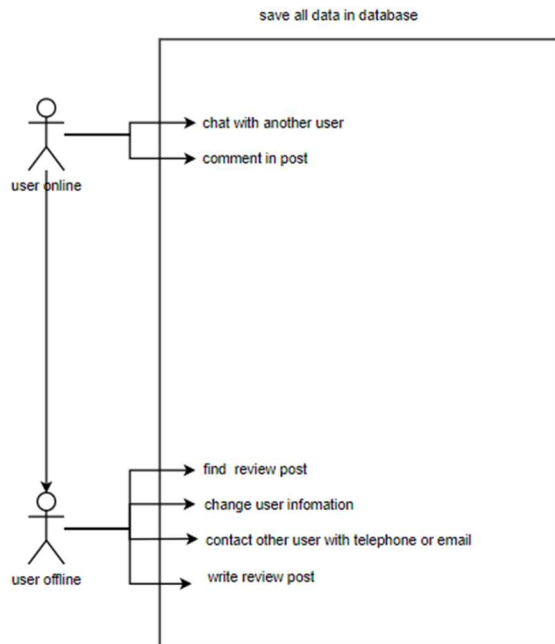 save all data in database
chat with another user
comment in post
user online
find review post
change user infomation
contact other user with telephone or email
write review post
user offline